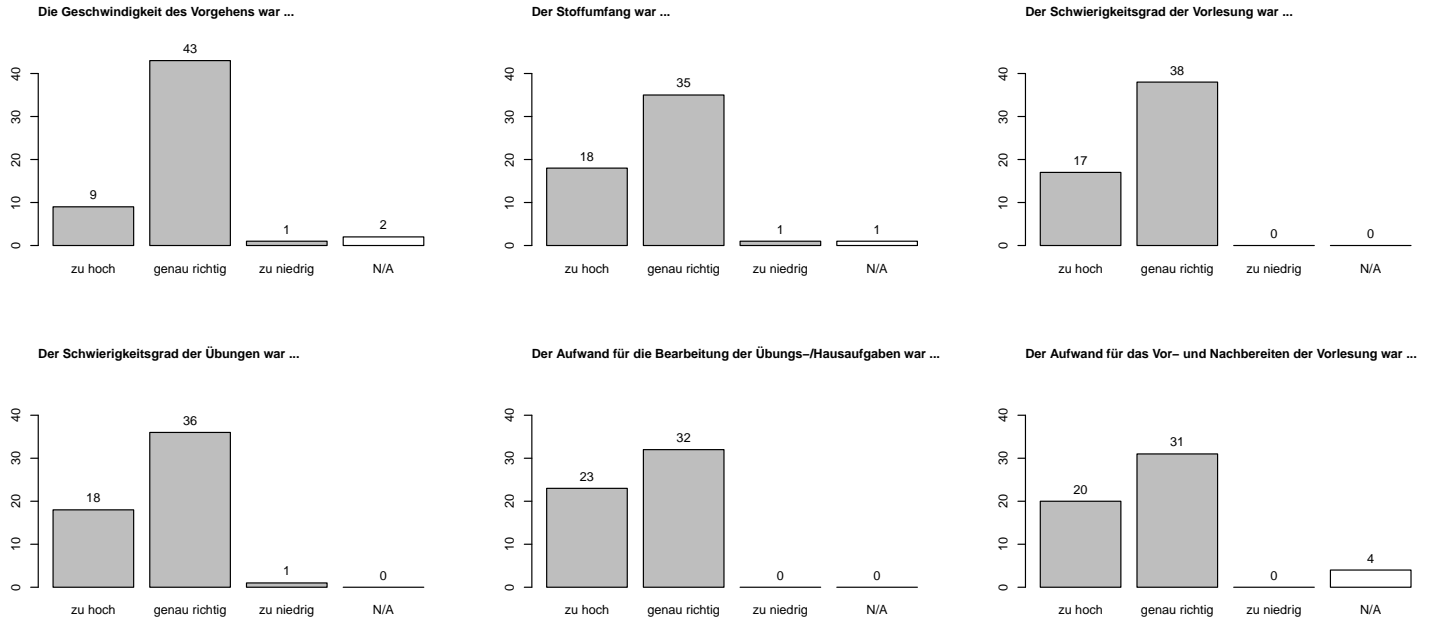 Die Geschwindigkeit des Vorgehens war ...
43
9
1
2
0
10
20
30
40
zu hoch
genau richtig
zu niedrig
N/A
Der Stoffumfang war ...
18
35
1
1
0
10
20
30
40
zu hoch
genau richtig
zu niedrig
N/A
Der Schwierigkeitsgrad der Vorlesung war ...
17
38
0
0
0
10
20
30
40
zu hoch
genau richtig
zu niedrig
N/A
Der Schwierigkeitsgrad der Übungen war ...
18
36
1
0
0
10
20
30
40
zu hoch
genau richtig
zu niedrig
N/A
Der Aufwand für die Bearbeitung der Übungs−/Hausaufgaben war ...
23
32
0
0
0
10
20
30
40
zu hoch
genau richtig
zu niedrig
N/A
Der Aufwand für das Vor− und Nachbereiten der Vorlesung war ...
20
31
0
4
0
10
20
30
40
zu hoch
genau richtig
zu niedrig
N/A